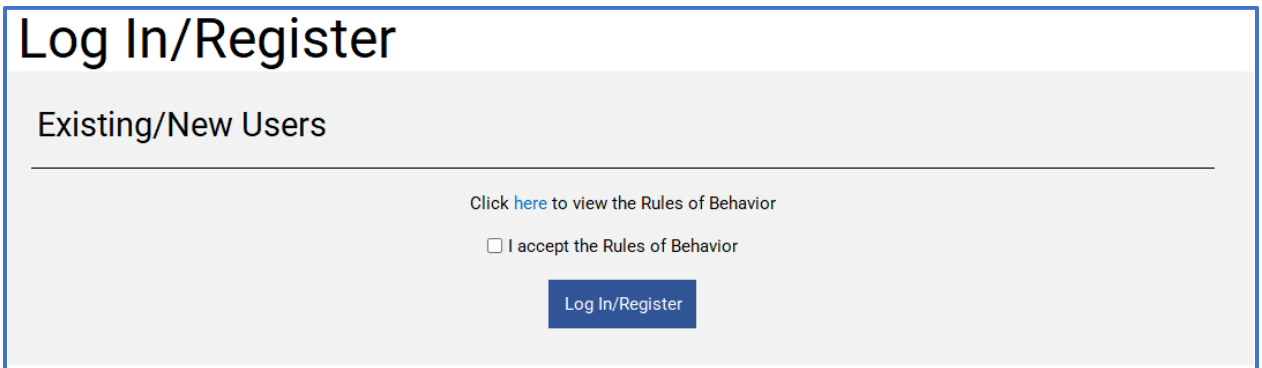 Log In/Register
Existing/New Users
Click here to view the Rules of Behavior
I accept the Rules of Behavior
Log In/Register